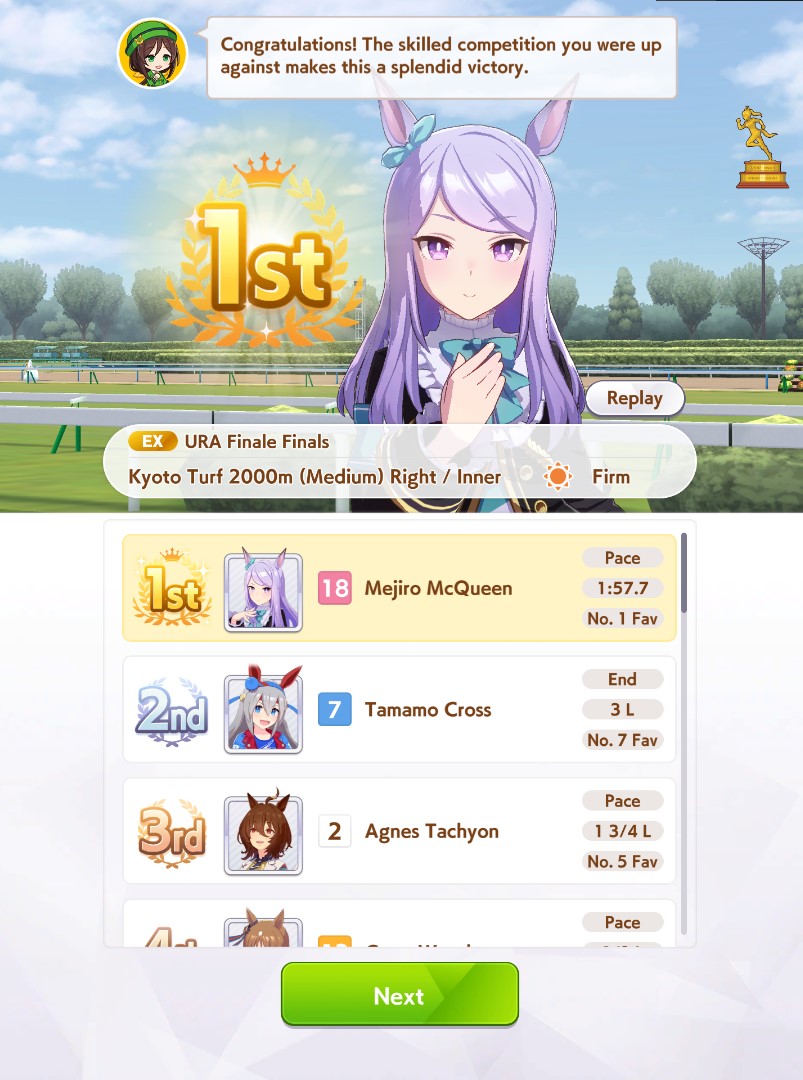 Congratulations! The skilled competition you were up
against makes this a splendid victory.
1st
Replay
EX URA Finale Finals
Kyoto Turf 2000m (Medium) Right / Inner Firm
1st
18 Mejiro McQueen
Pace
1:57.7
No. 1 Fav
2nd
7 Tamamo Cross
End
3 L
No. 7 Fav
3rd
2 Agnes Tachyon
Pace
1 3/4 L
No. 5 Fav
4th
Pace
Next